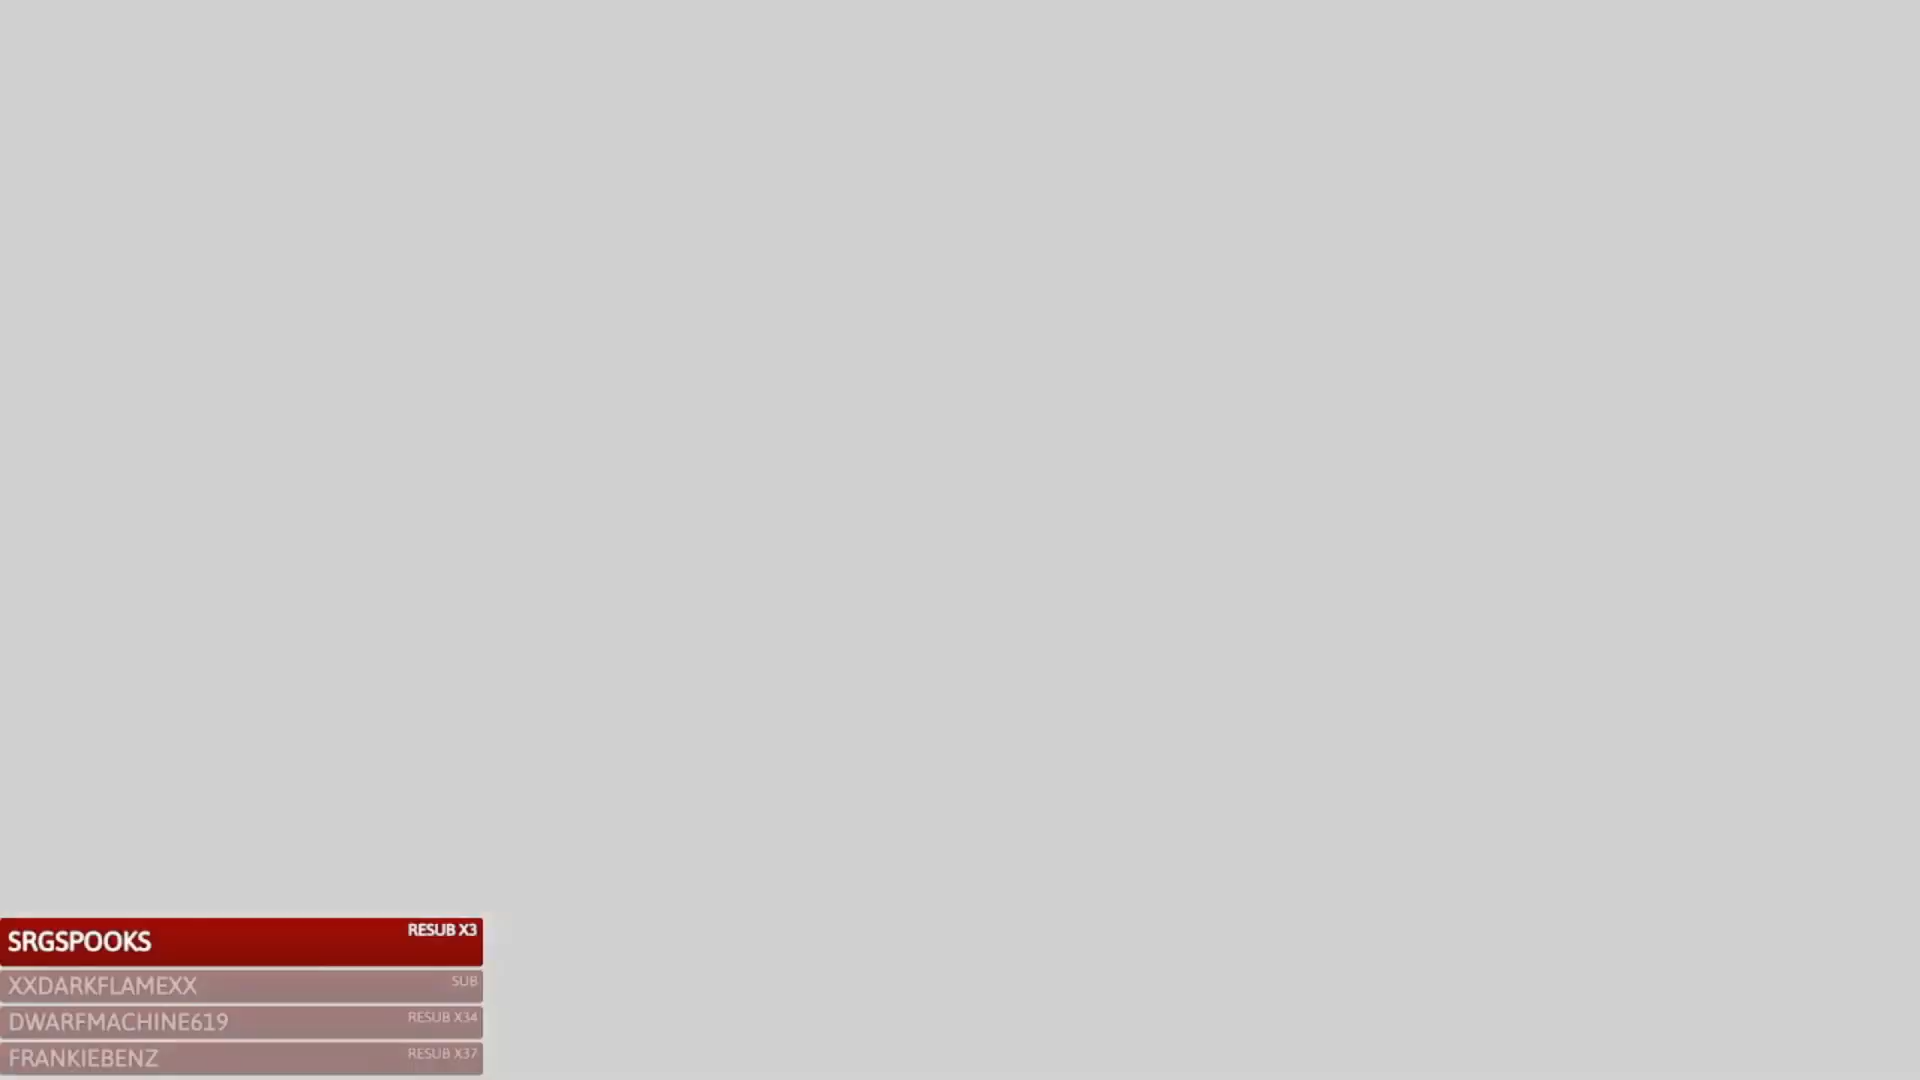 SRGSPOOKS RESUB X3
XXDARKFLAMEXX SUB
DWARFMACHINE619 RESUB X34
FRANKIEBENZ RESUB X37